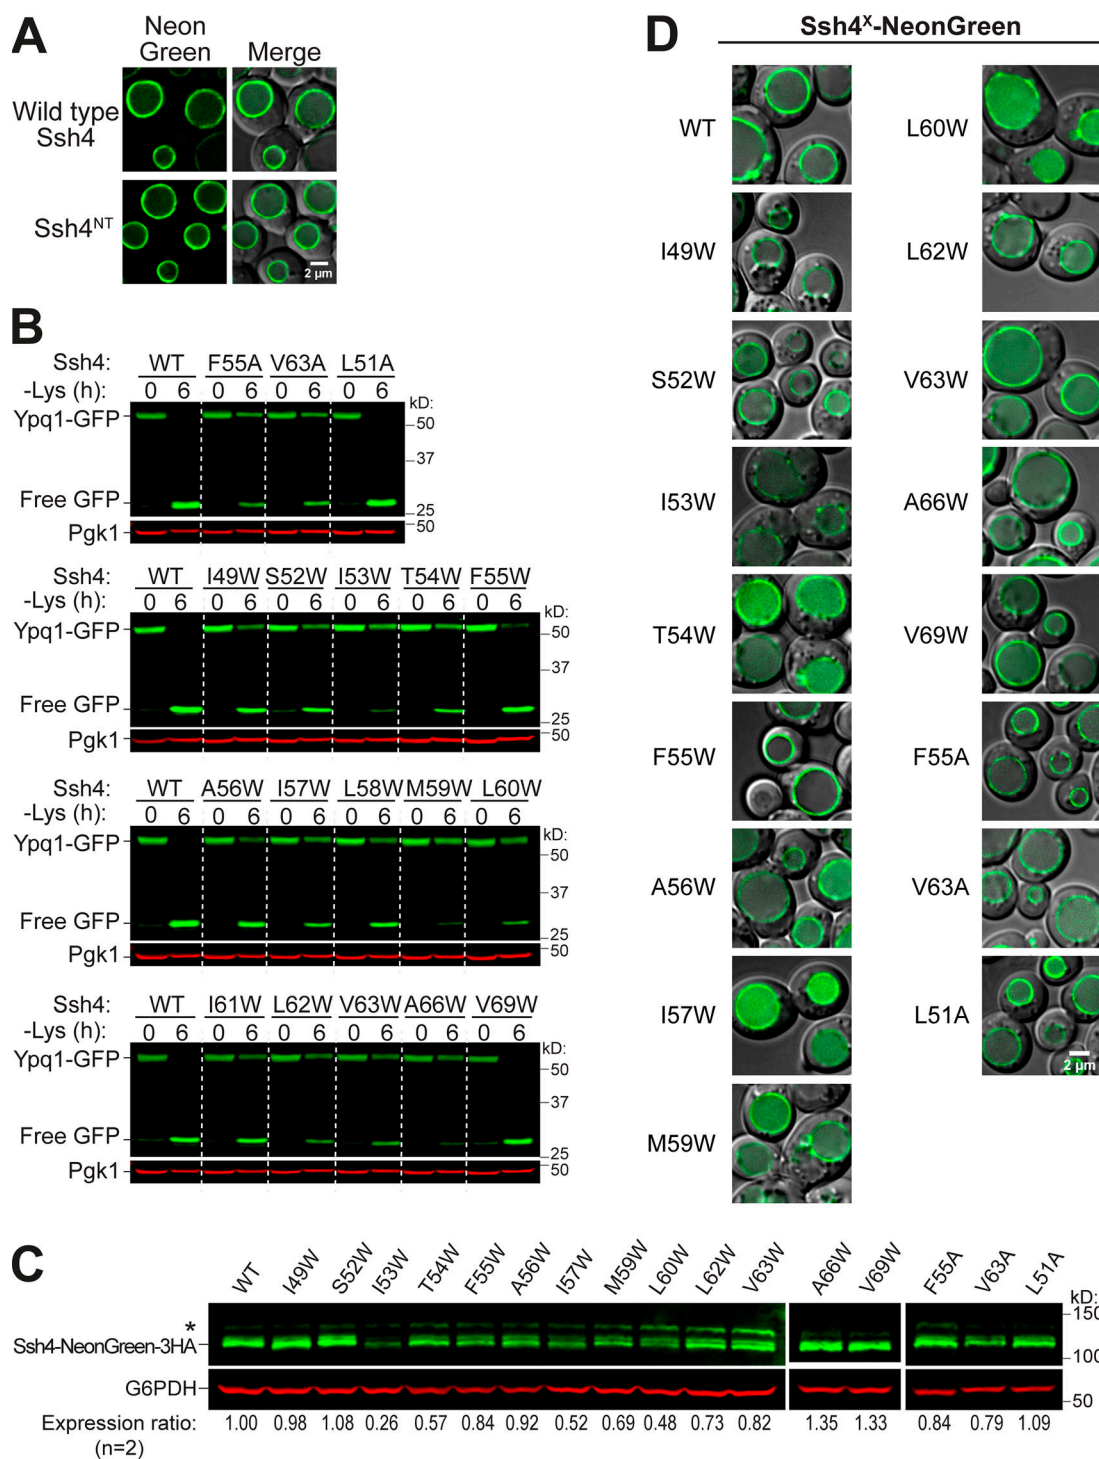 A
Neon
Green
Merge
Wild type
Ssh4
Ssh4NT
2 µm
B
Ssh4: WT F55A V63A L51A
-Lys (h): 0 6 0 6 0 6 0 6
kD:
Ypq1-GFP
50
37
Free GFP
25
50
Pgk1
Ssh4: WT I49W S52W I53W T54W F55W
-Lys (h): 0 6 0 6 0 6 0 6 0 6 0 6
kD:
Ypq1-GFP
50
37
Free GFP
25
50
Pgk1
Ssh4: WT A56W I57W L58W M59W L60W
-Lys (h): 0 6 0 6 0 6 0 6 0 6 0 6
kD:
Ypq1-GFP
50
37
Free GFP
25
50
Pgk1
Ssh4: WT I61W L62W V63W A66W V69W
-Lys (h): 0 6 0 6 0 6 0 6 0 6 0 6
kD:
Ypq1-GFP
50
37
Free GFP
25
50
Pgk1
D
Ssh4X-NeonGreen
WT
I49W
S52W
I53W
T54W
F55W
A56W
I57W
M59W
L60W
L62W
V63W
A66W
V69W
F55A
V63A
L51A
2 µm
C
WT I49W S52W I53W T54W F55W A56W I57W M59W L60W L62W V63W A66W V69W F55A V63A L51A
kD:
150
*
Ssh4-NeonGreen-3HA
100
G6PDH
50
Expression ratio: 1.00 0.98 1.08 0.26 0.57 0.84 0.92 0.52 0.69 0.48 0.73 0.82 1.35 1.33 0.84 0.79 1.09
(n=2)